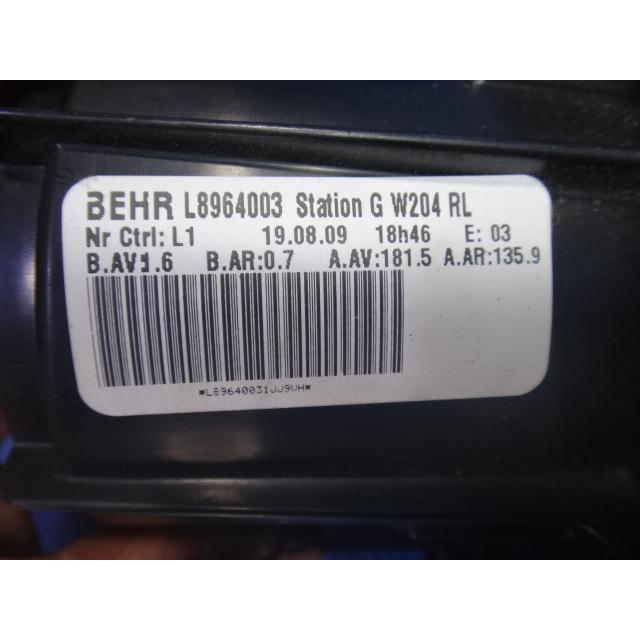 BEHR L8964003 Station G W204 RL
Nr Ctrl: L1 19.08.09 18h46 E: 03
B.AV:1.6 B.AR:0.7 A.AV:181.5 A.AR:135.9
*L89640031JJ9VH*